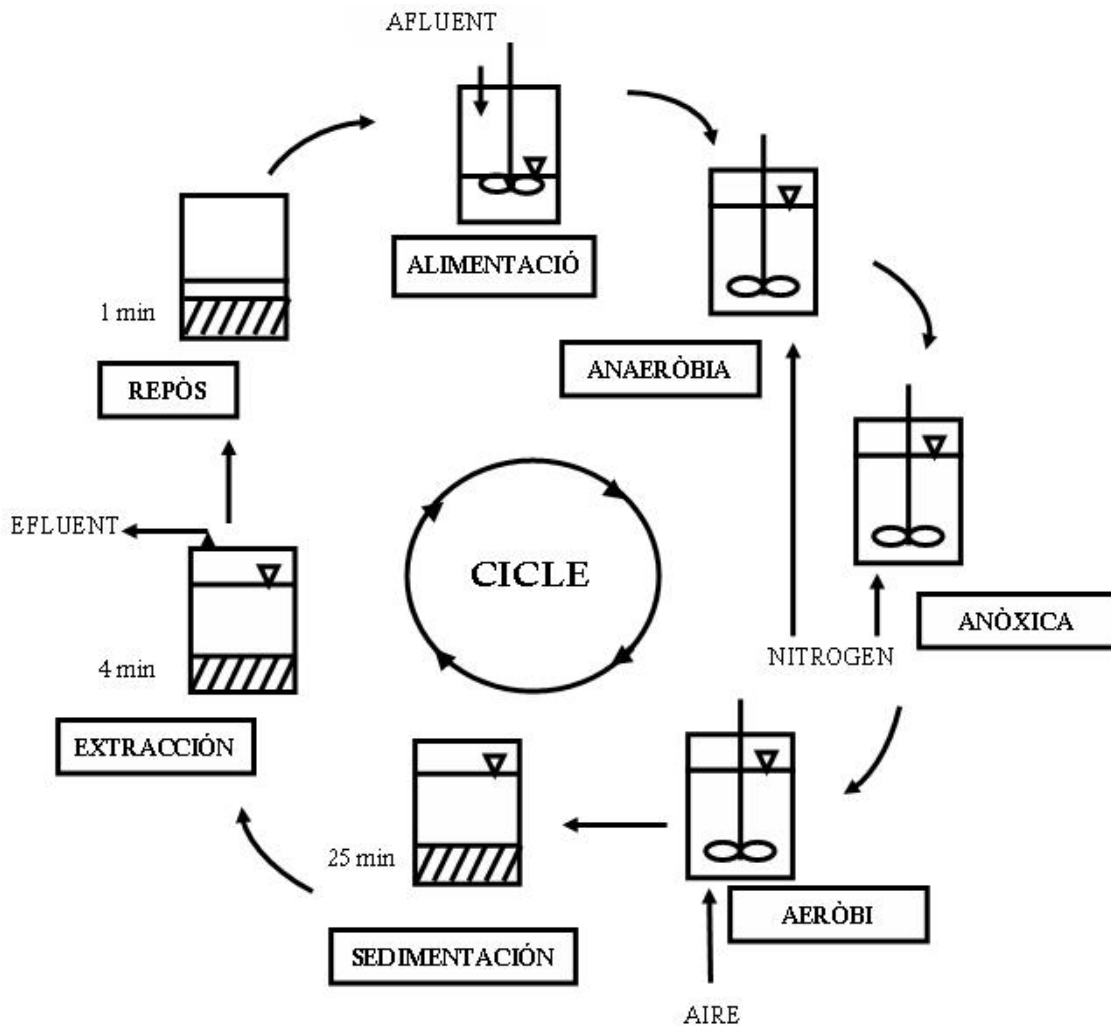 AFLUENT
ALIMENTACIÓ
1 min
REPÒS
ANAERÒBIA
EFLUENT
CICLE
ANÒXICA
NITROGEN
4 min
EXTRACCIÓN
25 min
SEDIMENTACIÓN
AERÒBI
AIRE